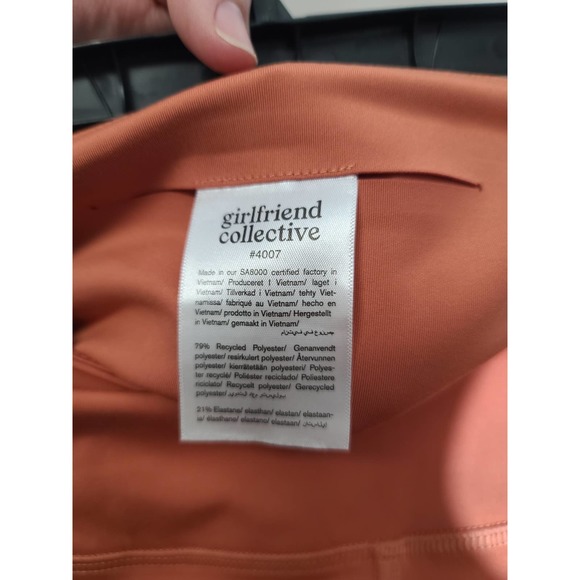 girlfriend
collective
#4007
Made in our SA8000 certified factory in
Vietnam/ Produceret I Vietnam/ laget i
Vietnam/ Tillverkad i Vietnam/ tehty Viet-
namissa/ fabriqué au Vietnam/ hecho en
Vietnam/ prodotto in Vietnam/ Hergestellt
in Vietnam/ gemaakt in Vietnam/
79% Recycled Polyester/ Genanvendt
polyester/ resirkulert polyester/ Återvunnen
polyester/ kierrätetään polyesteri/ Polyes-
ter recyclé/ Poliéster reciclado/ Poliestere
riciclato/ Recycelt polyester/ Gerecycled
polyester/
21% Elastane/ elasthan/ elastan/ elastaan-
/ elasthanne/ elastano/ elastan/ elastaan/